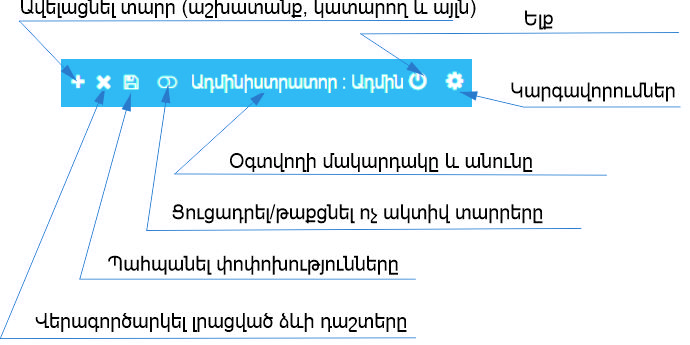 Ավելացնել տարր (աշխատանք, կատարող և այլն)
Ելք
Ադմինիստրատոր : Ադմին
Կարգավորումներ
Օգտվողի մակարդակը և անունը
Ցուցադրել/թաքցնել ոչ ակտիվ տարրերը
Պահպանել փոփոխությունները
Վերագործարկել լրացված ձևի դաշտերը